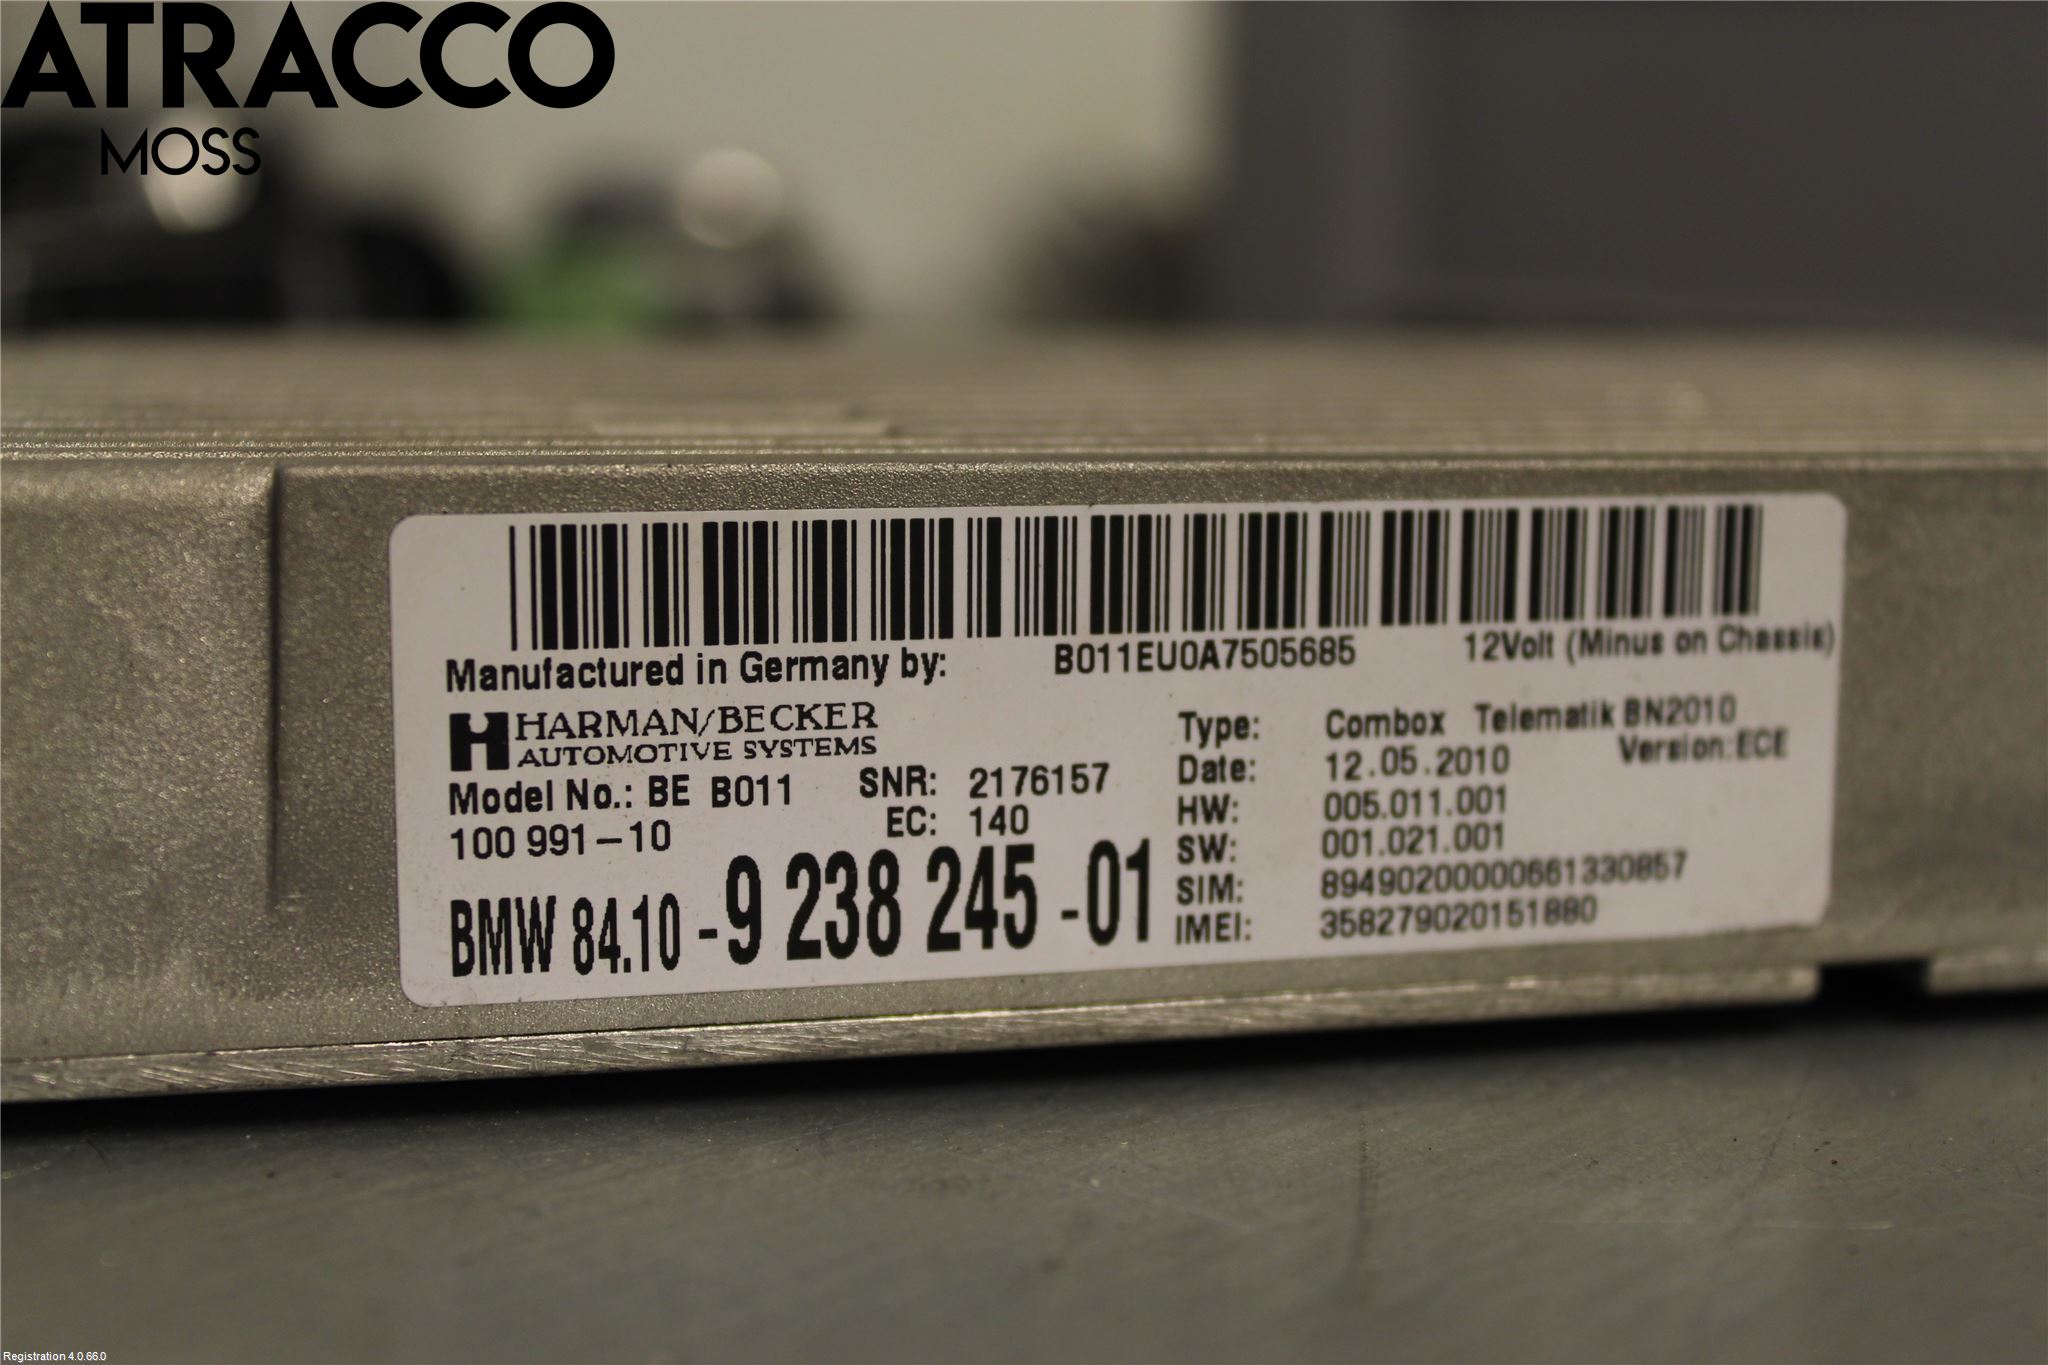 ATRACCO
MOSS
Manufactured in Germany by: B011EU0A7505685 12Volt (Minus on Chassis)
HARMAN/BECKER
AUTOMOTIVE SYSTEMS
Model No.: BE B011 SNR: 2176157
100 991-10 EC: 140
BMW 84.10 -9 238 245 -01
Type: Combox Telematik BN2010
Date: 12.05.2010 Version:ECE
HW: 005.011.001
SW: 001.021.001
SIM: 89490200000661330857
IMEI: 358279020151880
Registration 4.0.66.0